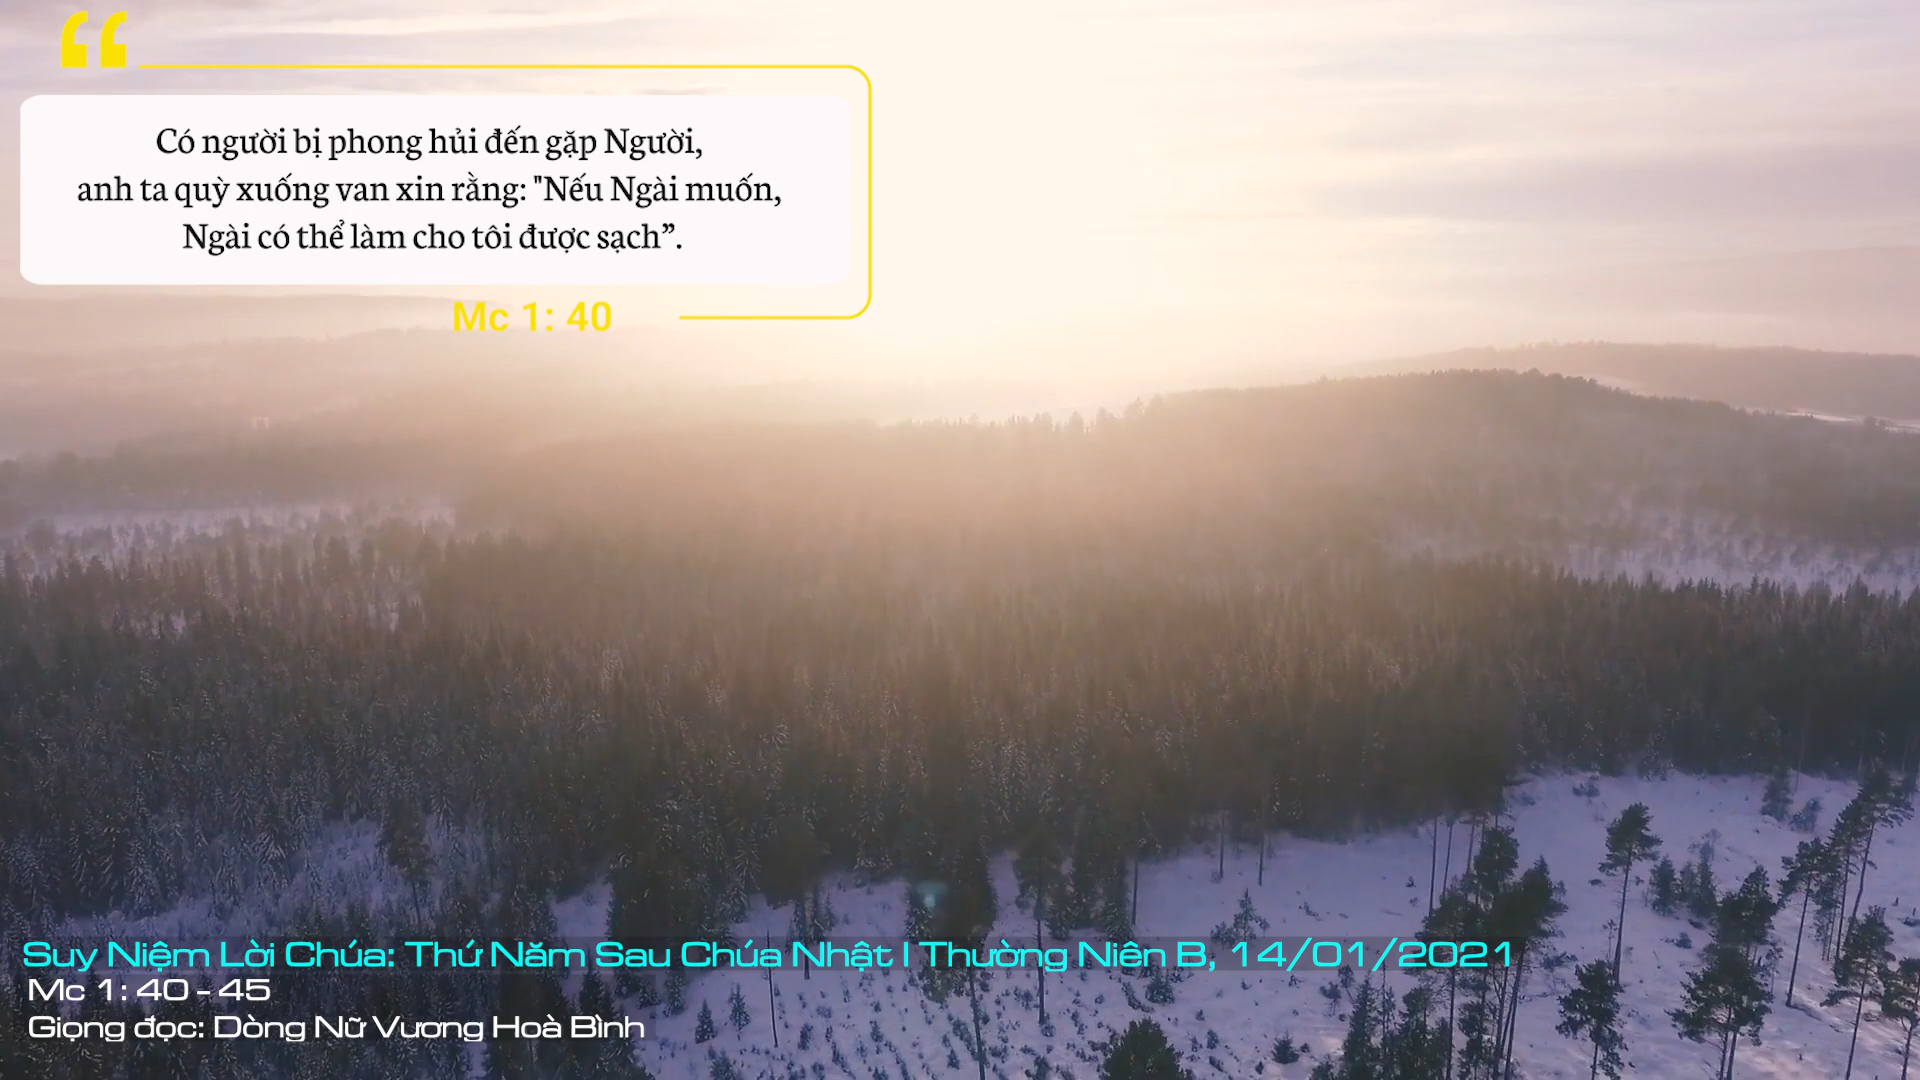 Có người bị phong hủi đến gặp Người,
anh ta quỳ xuống van xin rằng: "Nếu Ngài muốn,
Ngài có thể làm cho tôi được sạch”.
Mc 1: 40
Suy Niệm Lời Chúa: Thứ Năm Sau Chúa Nhật I Thường Niên B, 14/01/2021
Mc 1: 40 - 45
Giọng đọc: Dòng Nữ Vương Hoà Bình